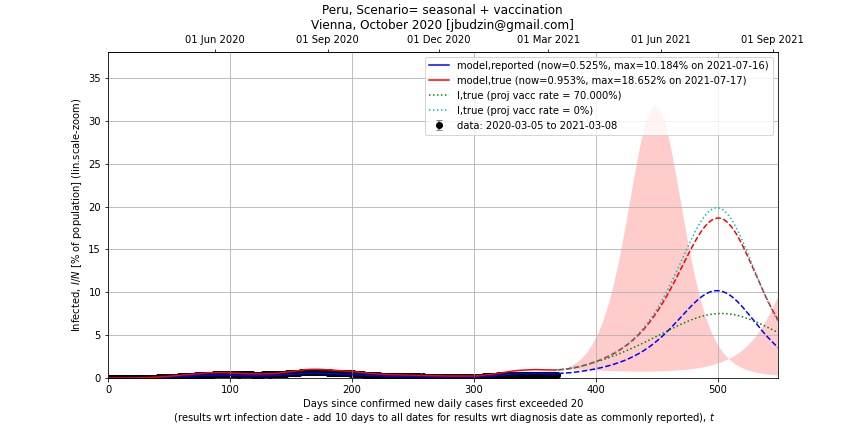 Peru, Scenario= seasonal + vaccination
Vienna, October 2020 [jbudzin@gmail.com]
01 Jun 2020 01 Sep 2020 01 Dec 2020 01 Mar 2021 01 Jun 2021 01 Sep 2021
model,reported (now=0.525%, max=10.184% on 2021-07-16)
model,true (now=0.953%, max=18.652% on 2021-07-17)
I,true (proj vacc rate = 70.000%)
I,true (proj vacc rate = 0%)
data: 2020-03-05 to 2021-03-08
Infected, I/N [% of population] (lin.scale-zoom)
35
30
25
20
15
10
5
0
0 100 200 300 400 500
Days since confirmed new daily cases first exceeded 20
(results wrt infection date - add 10 days to all dates for results wrt diagnosis date as commonly reported), t